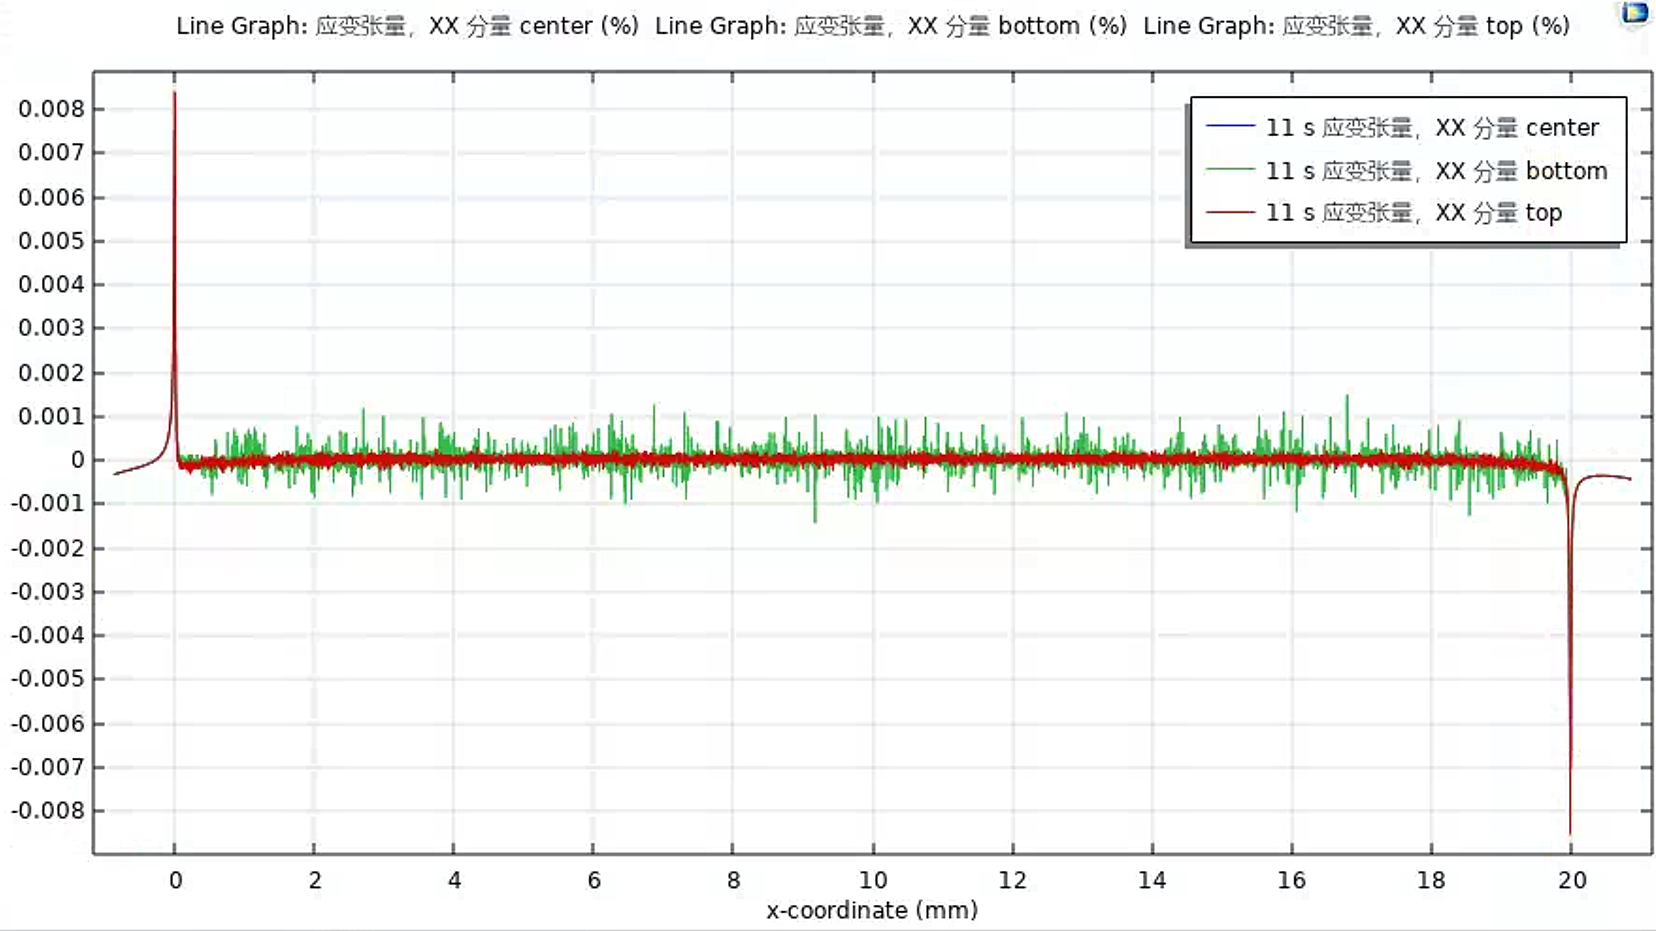 Line Graph: 应变张量，XX 分量 center (%) Line Graph: 应变张量，XX 分量 bottom (%) Line Graph: 应变张量，XX 分量 top (%)
11 s 应变张量，XX 分量 center
11 s 应变张量，XX 分量 bottom
11 s 应变张量，XX 分量 top
0.008
0.007
0.006
0.005
0.004
0.003
0.002
0.001
0
-0.001
-0.002
-0.003
-0.004
-0.005
-0.006
-0.007
-0.008
0 2 4 6 8 10 12 14 16 18 20
x-coordinate (mm)